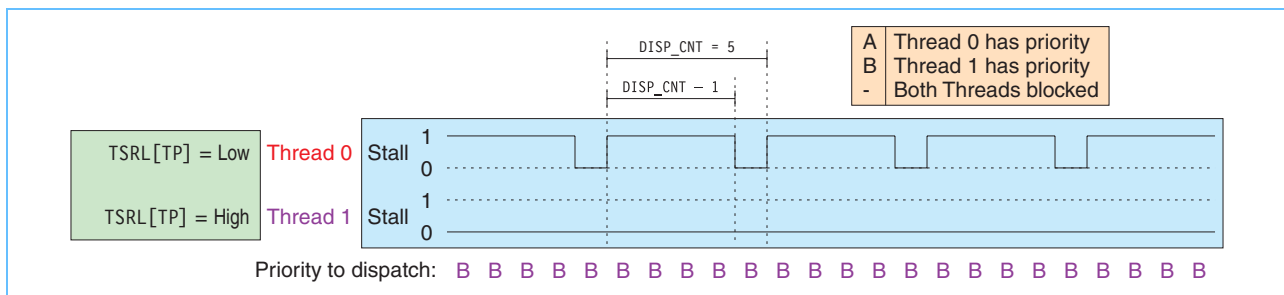 DISP_CNT = 5
DISP_CNT – 1
A Thread 0 has priority
B Thread 1 has priority
- Both Threads blocked
TSRL[TP] = Low Thread 0 Stall 1
0
TSRL[TP] = High Thread 1 Stall 1
0
Priority to dispatch: B B B B B B B B B B B B B B B B B B B B B B B B